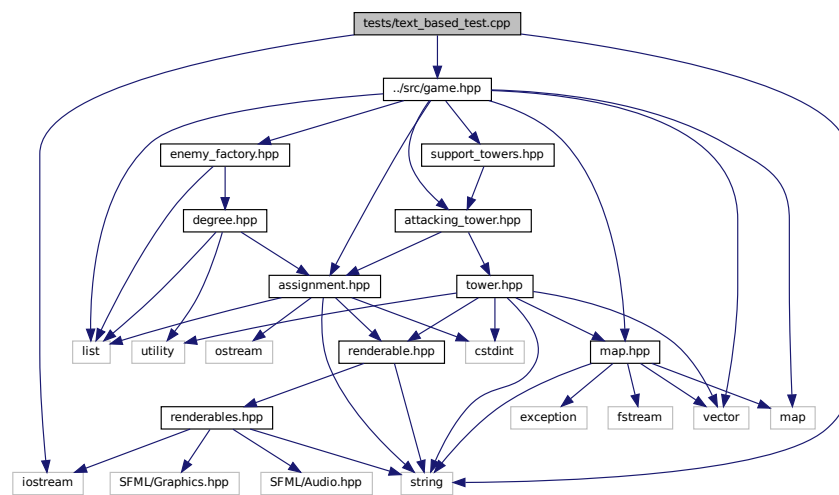 tests/text_based_test.cpp
../src/game.hpp
enemy_factory.hpp
support_towers.hpp
degree.hpp
attacking_tower.hpp
assignment.hpp
tower.hpp
list
utility
ostream
renderable.hpp
cstdint
map.hpp
renderables.hpp
exception
fstream
vector
map
iostream
SFML/Graphics.hpp
SFML/Audio.hpp
string